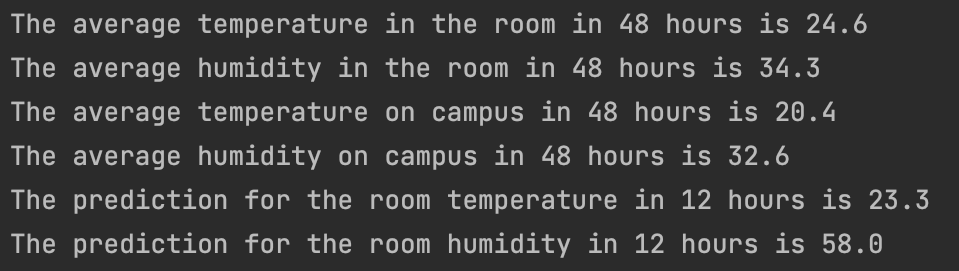 The average temperature in the room in 48 hours is 24.6
The average humidity in the room in 48 hours is 34.3
The average temperature on campus in 48 hours is 20.4
The average humidity on campus in 48 hours is 32.6
The prediction for the room temperature in 12 hours is 23.3
The prediction for the room humidity in 12 hours is 58.0